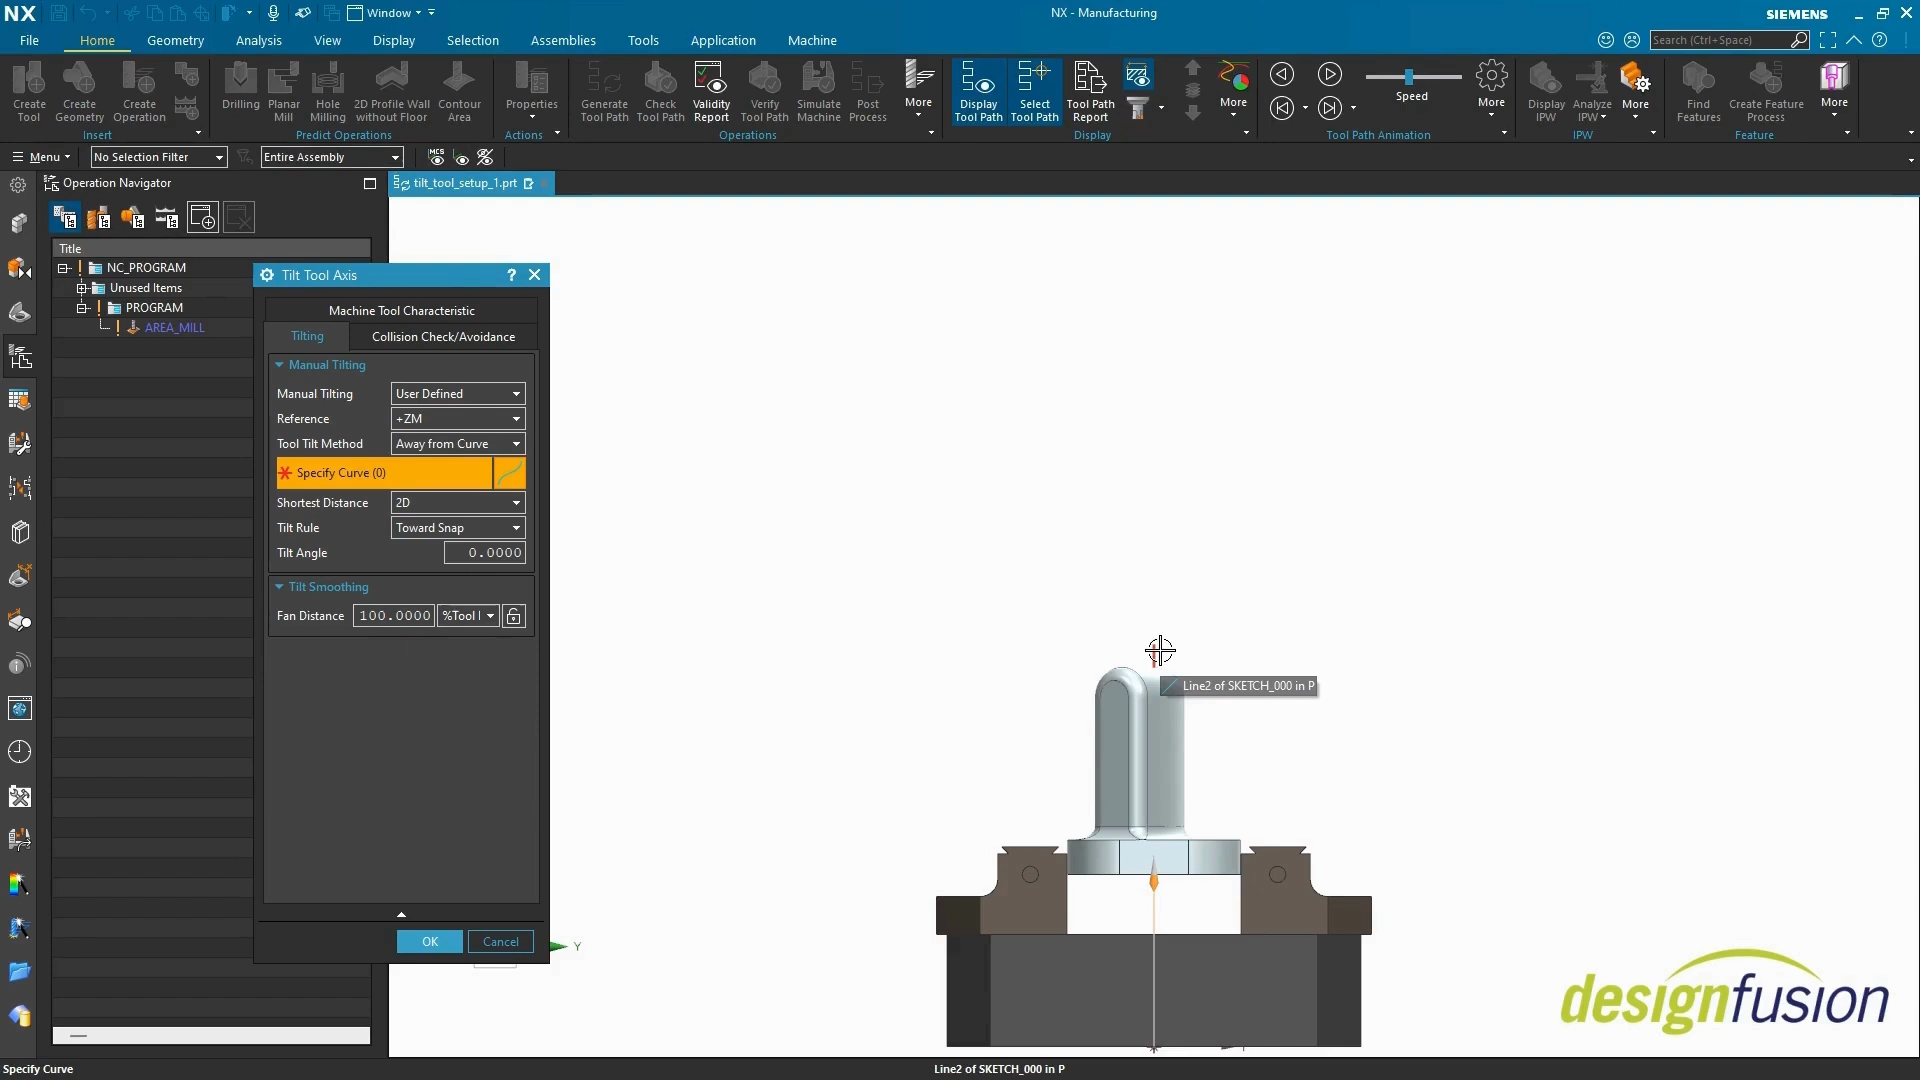 NX
Window
NX - Manufacturing
SIEMENS
File
Home
Geometry
Analysis
View
Display
Selection
Assemblies
Tools
Application
Machine
Search (Ctrl+Space)
Create Tool
Create Geometry
Create Operation
Drilling
Planar Mill
Hole Milling
2D Profile Wall without Floor
Contour Area
Properties
Generate Tool Path
Check Tool Path
Validity Report
Verify Tool Path
Simulate Machine
Post Process
More
Display Tool Path
Select Tool Path
Tool Path Report
More
Speed
More
Display IPW
Analyze IPW
More
Find Features
Create Feature Process
More
Insert
Predict Operations
Actions
Operations
Display
Tool Path Animation
IPW
Feature
Menu
No Selection Filter
Entire Assembly
MCS
Operation Navigator
tilt_tool_setup_1.prt
Title
NC_PROGRAM
Unused Items
PROGRAM
AREA_MILL
Tilt Tool Axis
Machine Tool Characteristic
Tilting
Collision Check/Avoidance
Manual Tilting
Manual Tilting
User Defined
Reference
+ZM
Tool Tilt Method
Away from Curve
Specify Curve (0)
Shortest Distance
2D
Tilt Rule
Toward Snap
Tilt Angle
0.0000
Tilt Smoothing
Fan Distance
100.0000
%Tool
OK
Cancel
Y
Line2 of SKETCH_000 in P
designfusion
Specify Curve
Line2 of SKETCH_000 in P